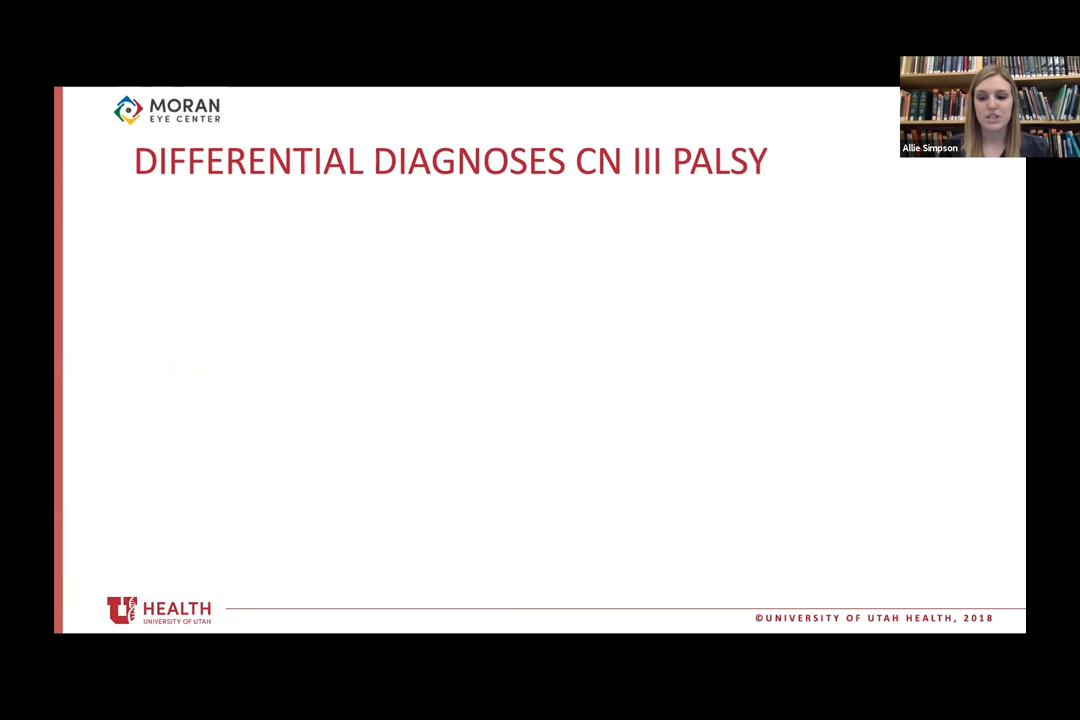 MORAN
EYE CENTER
Allie Simpson
DIFFERENTIAL DIAGNOSES CN III PALSY
U HEALTH
UNIVERSITY OF UTAH
©UNIVERSITY OF UTAH HEALTH, 2018